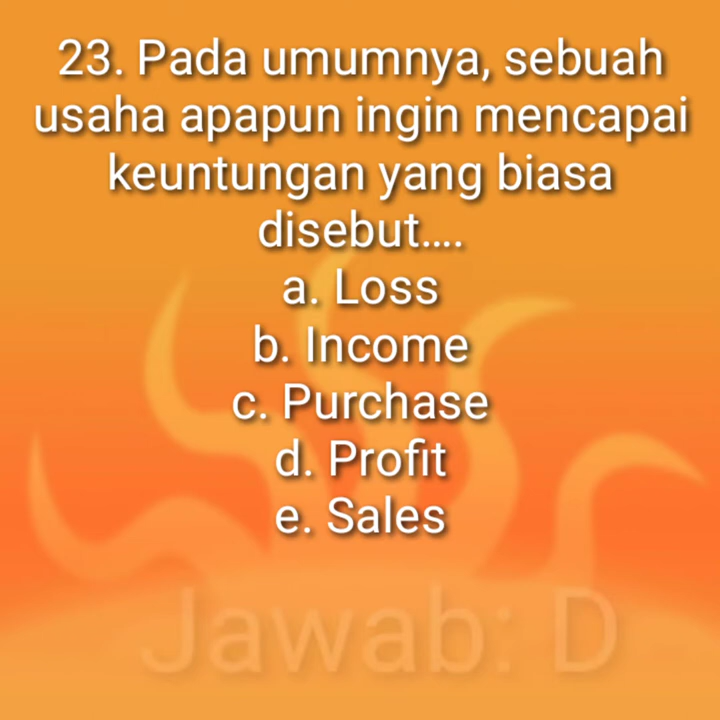 23. Pada umumnya, sebuah
usaha apapun ingin mencapai
keuntungan yang biasa
disebut....
a. Loss
b. Income
c. Purchase
d. Profit
e. Sales
Jawab: D